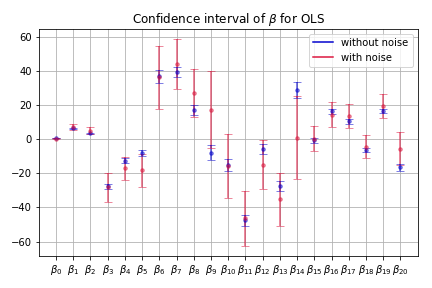 Confidence interval of β for OLS
without noise
with noise
60
40
20
0
−20
−40
−60
β₀ β₁ β₂ β₃ β₄ β₅ β₆ β₇ β₈ β₉ β₁₀ β₁₁ β₁₂ β₁₃ β₁₄ β₁₅ β₁₆ β₁₇ β₁₈ β₁₉ β₂₀